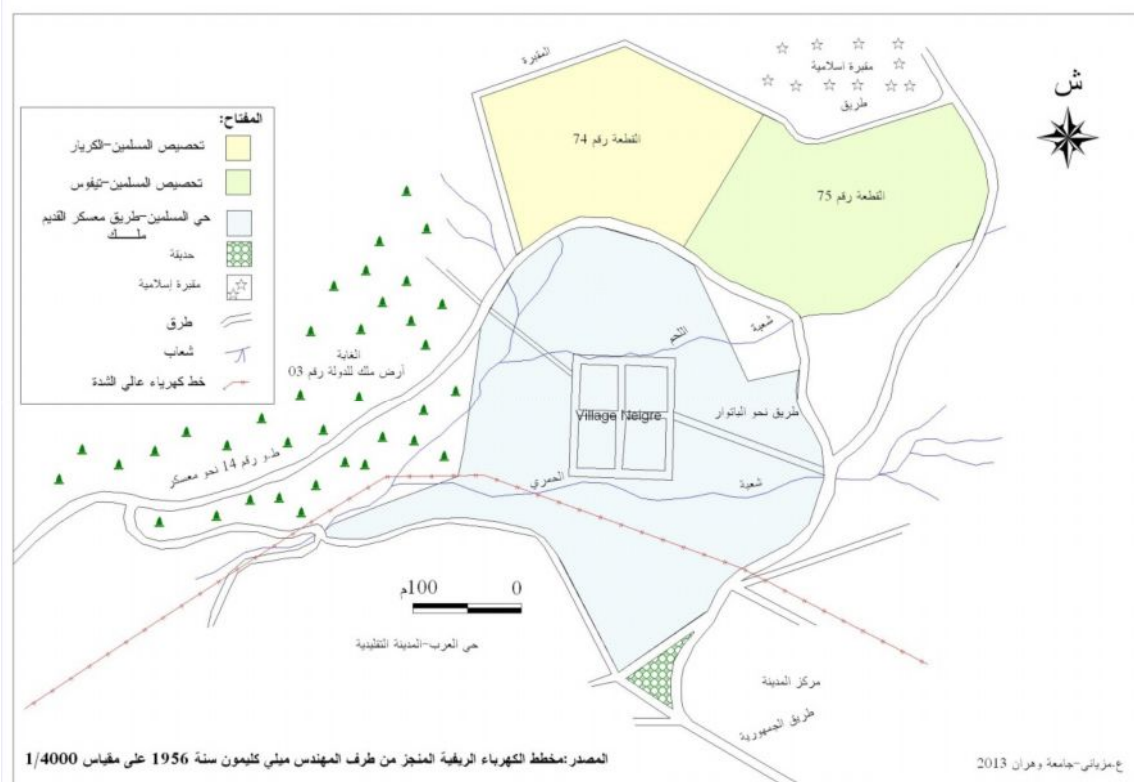 المقبرة
مقبرة اسلامية
طريق
ش
القطعة رقم 74
القطعة رقم 75
المفتاح:
تحصيص المسلمين-الكريار
تحصيص المسلمين-تيفوس
حي المسلمين-طريق معسكر القديم
ملك
حديقة
مقبرة إسلامية
طرق
شعاب
خط كهرباء عالي الشدة
الغابة
أرض ملك للدولة رقم 03
شعبة
اللحم
Village Neigre
طريق نحو الباتوار
ط.و رقم 14 نحو معسكر
شعبة
الحمري
100م
0
حي العرب-المدينة التقليدية
مركز المدينة
طريق الجمهورية
المصدر:مخطط الكهرباء الريفية المنجز من طرف المهندس ميلي كليمون سنة 1956 على مقياس 1/4000
ع.مزياني-جامعة وهران 2013